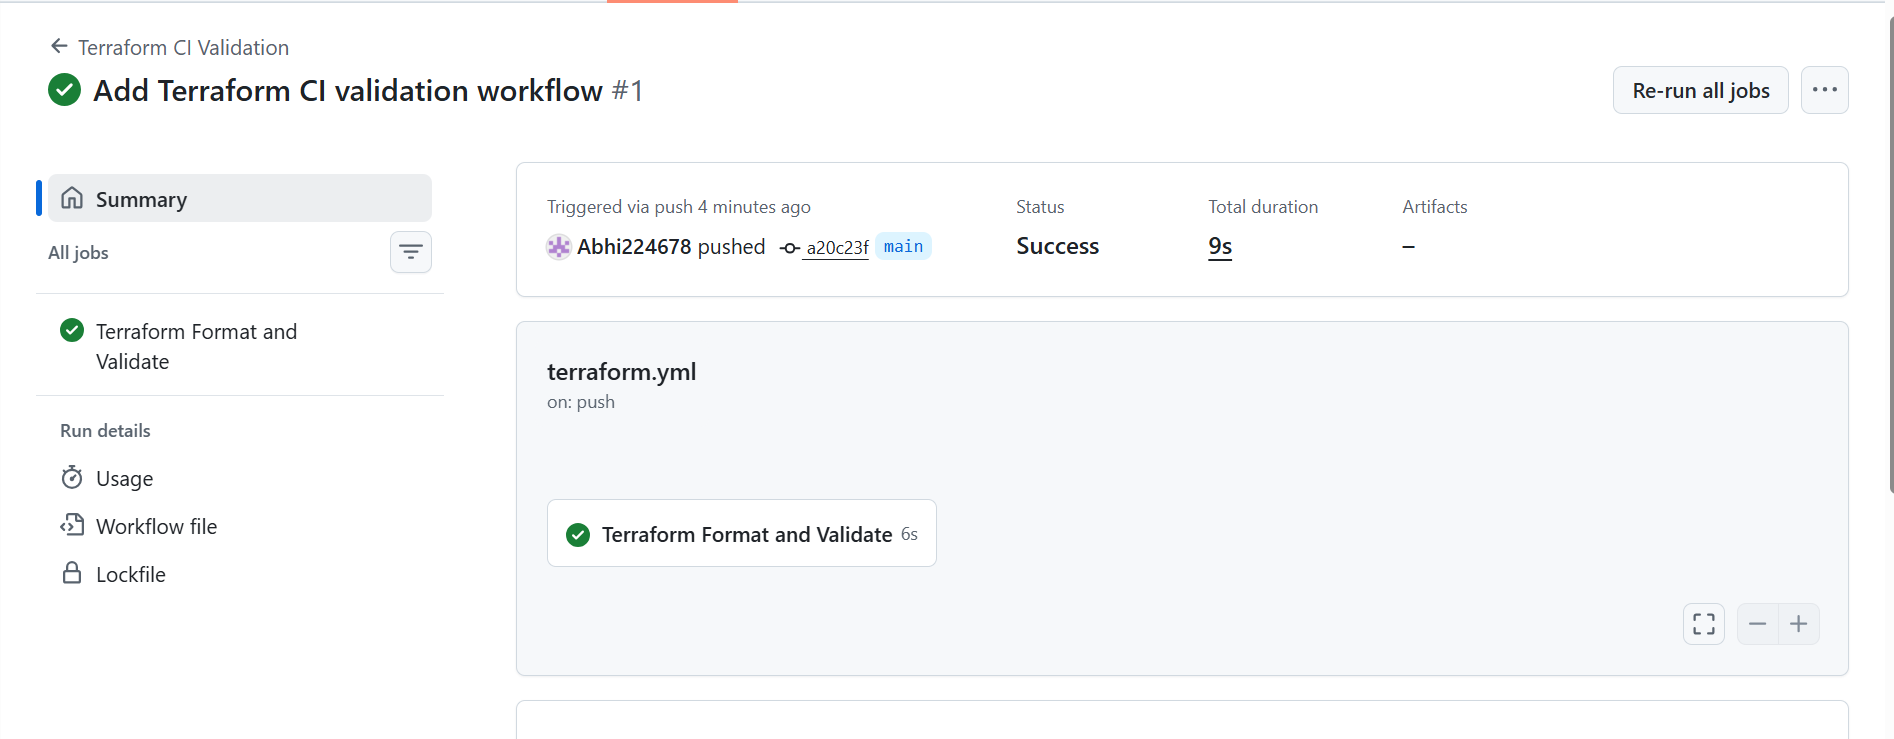 Terraform CI Validation
Add Terraform CI validation workflow #1
Re-run all jobs
Summary
All jobs
Terraform Format and
Validate
Run details
Usage
Workflow file
Lockfile
Triggered via push 4 minutes ago
Abhi224678 pushed a20c23f main
Status
Success
Total duration
9s
Artifacts
–
terraform.yml
on: push
Terraform Format and Validate 6s